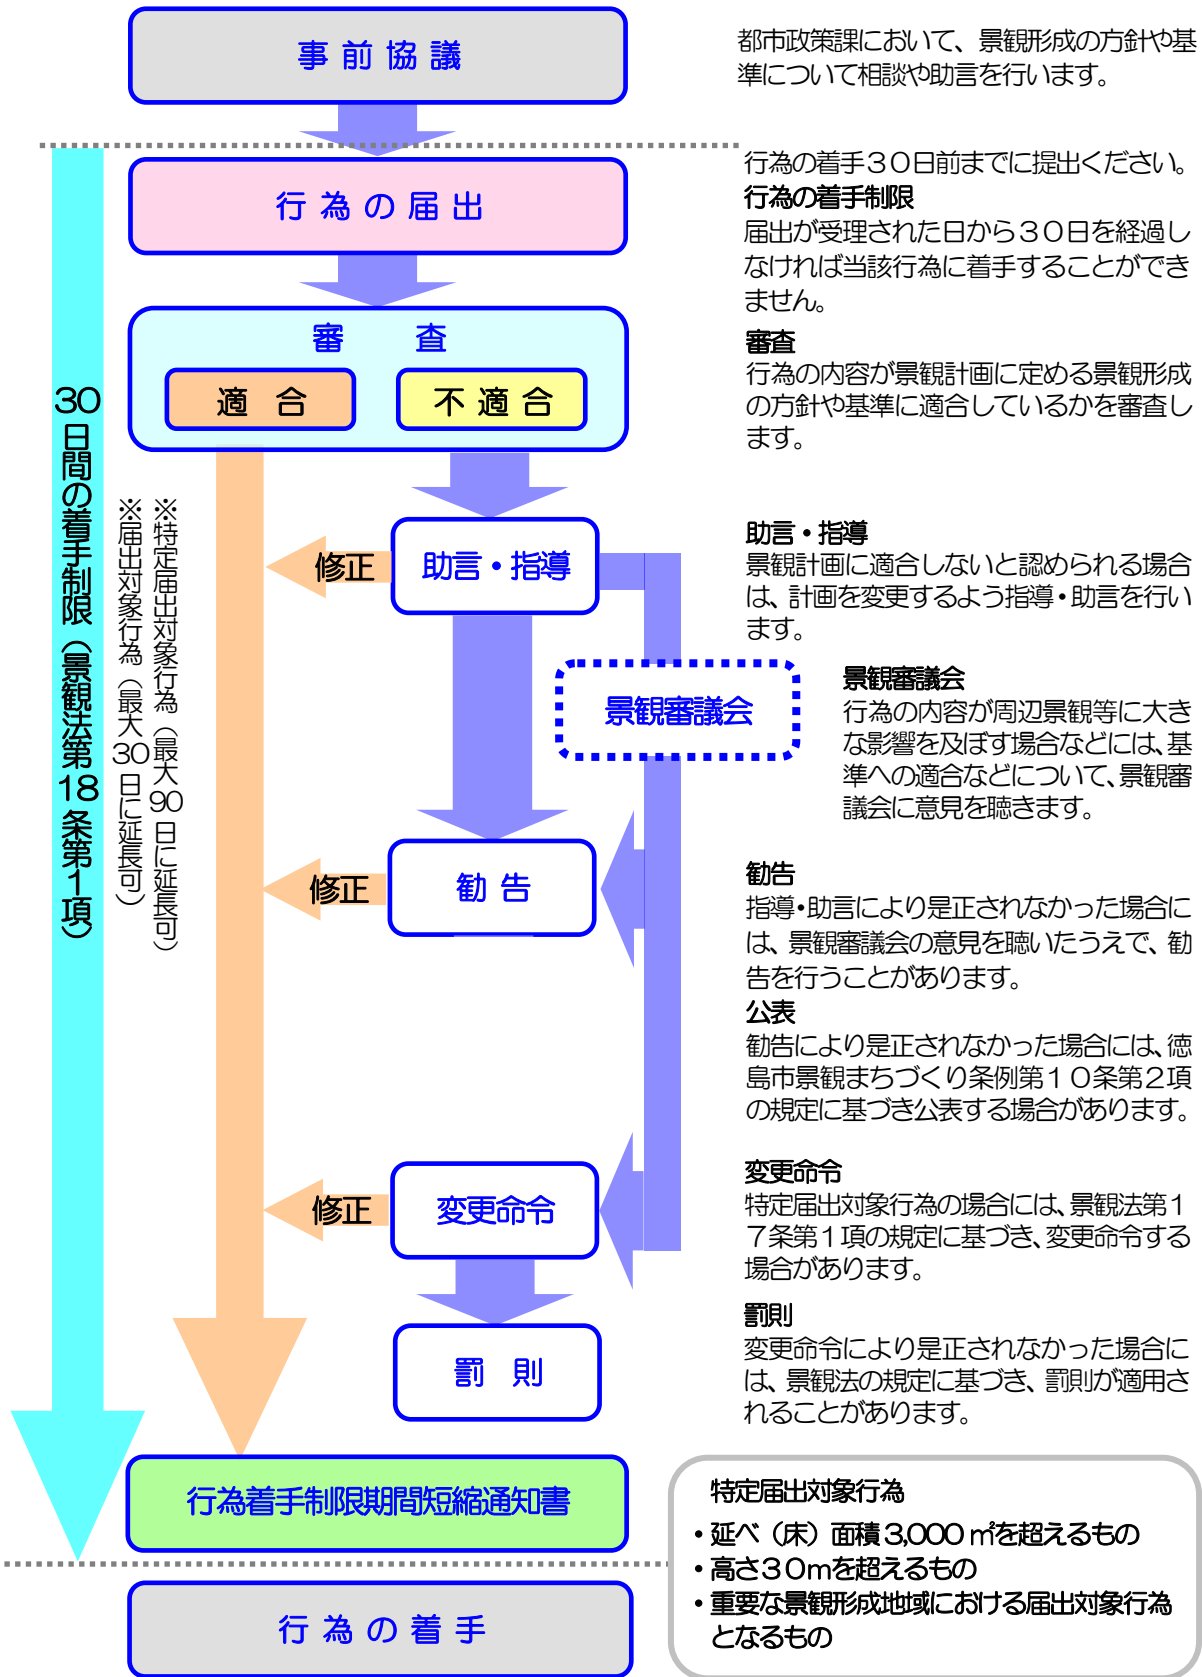 事前協議
都市政策課において、景観形成の方針や基
準について相談や助言を行います。
行為の届出
行為の着手３０日前までに提出ください。
行為の着手制限
届出が受理された日から３０日を経過し
なければ当該行為に着手することができ
ません。
審査
適合
不適合
審査
行為の内容が景観計画に定める景観形成
の方針や基準に適合しているかを審査し
ます。
30日間の着手制限（景観法第18条第1項）
※特定届出対象行為（最大90日に延長可）
※届出対象行為（最大30日に延長可）
修正
助言・指導
助言・指導
景観計画に適合しないと認められる場合
は、計画を変更するよう指導・助言を行い
ます。
景観審議会
景観審議会
行為の内容が周辺景観等に大き
な影響を及ぼす場合などには、基
準への適合などについて、景観審
議会に意見を聴きます。
修正
勧告
勧告
指導・助言により是正されなかった場合に
は、景観審議会の意見を聴いたうえで、勧
告を行うことがあります。
公表
勧告により是正されなかった場合には、徳
島市景観まちづくり条例第１０条第２項
の規定に基づき公表する場合があります。
修正
変更命令
変更命令
特定届出対象行為の場合には、景観法第１
７条第１項の規定に基づき、変更命令する
場合があります。
罰則
罰則
変更命令により是正されなかった場合に
は、景観法の規定に基づき、罰則が適用さ
れることがあります。
行為着手制限期間短縮通知書
特定届出対象行為
・延べ（床）面積3,000㎡を超えるもの
・高さ３０ｍを超えるもの
・重要な景観形成地域における届出対象行為
となるもの
行為の着手